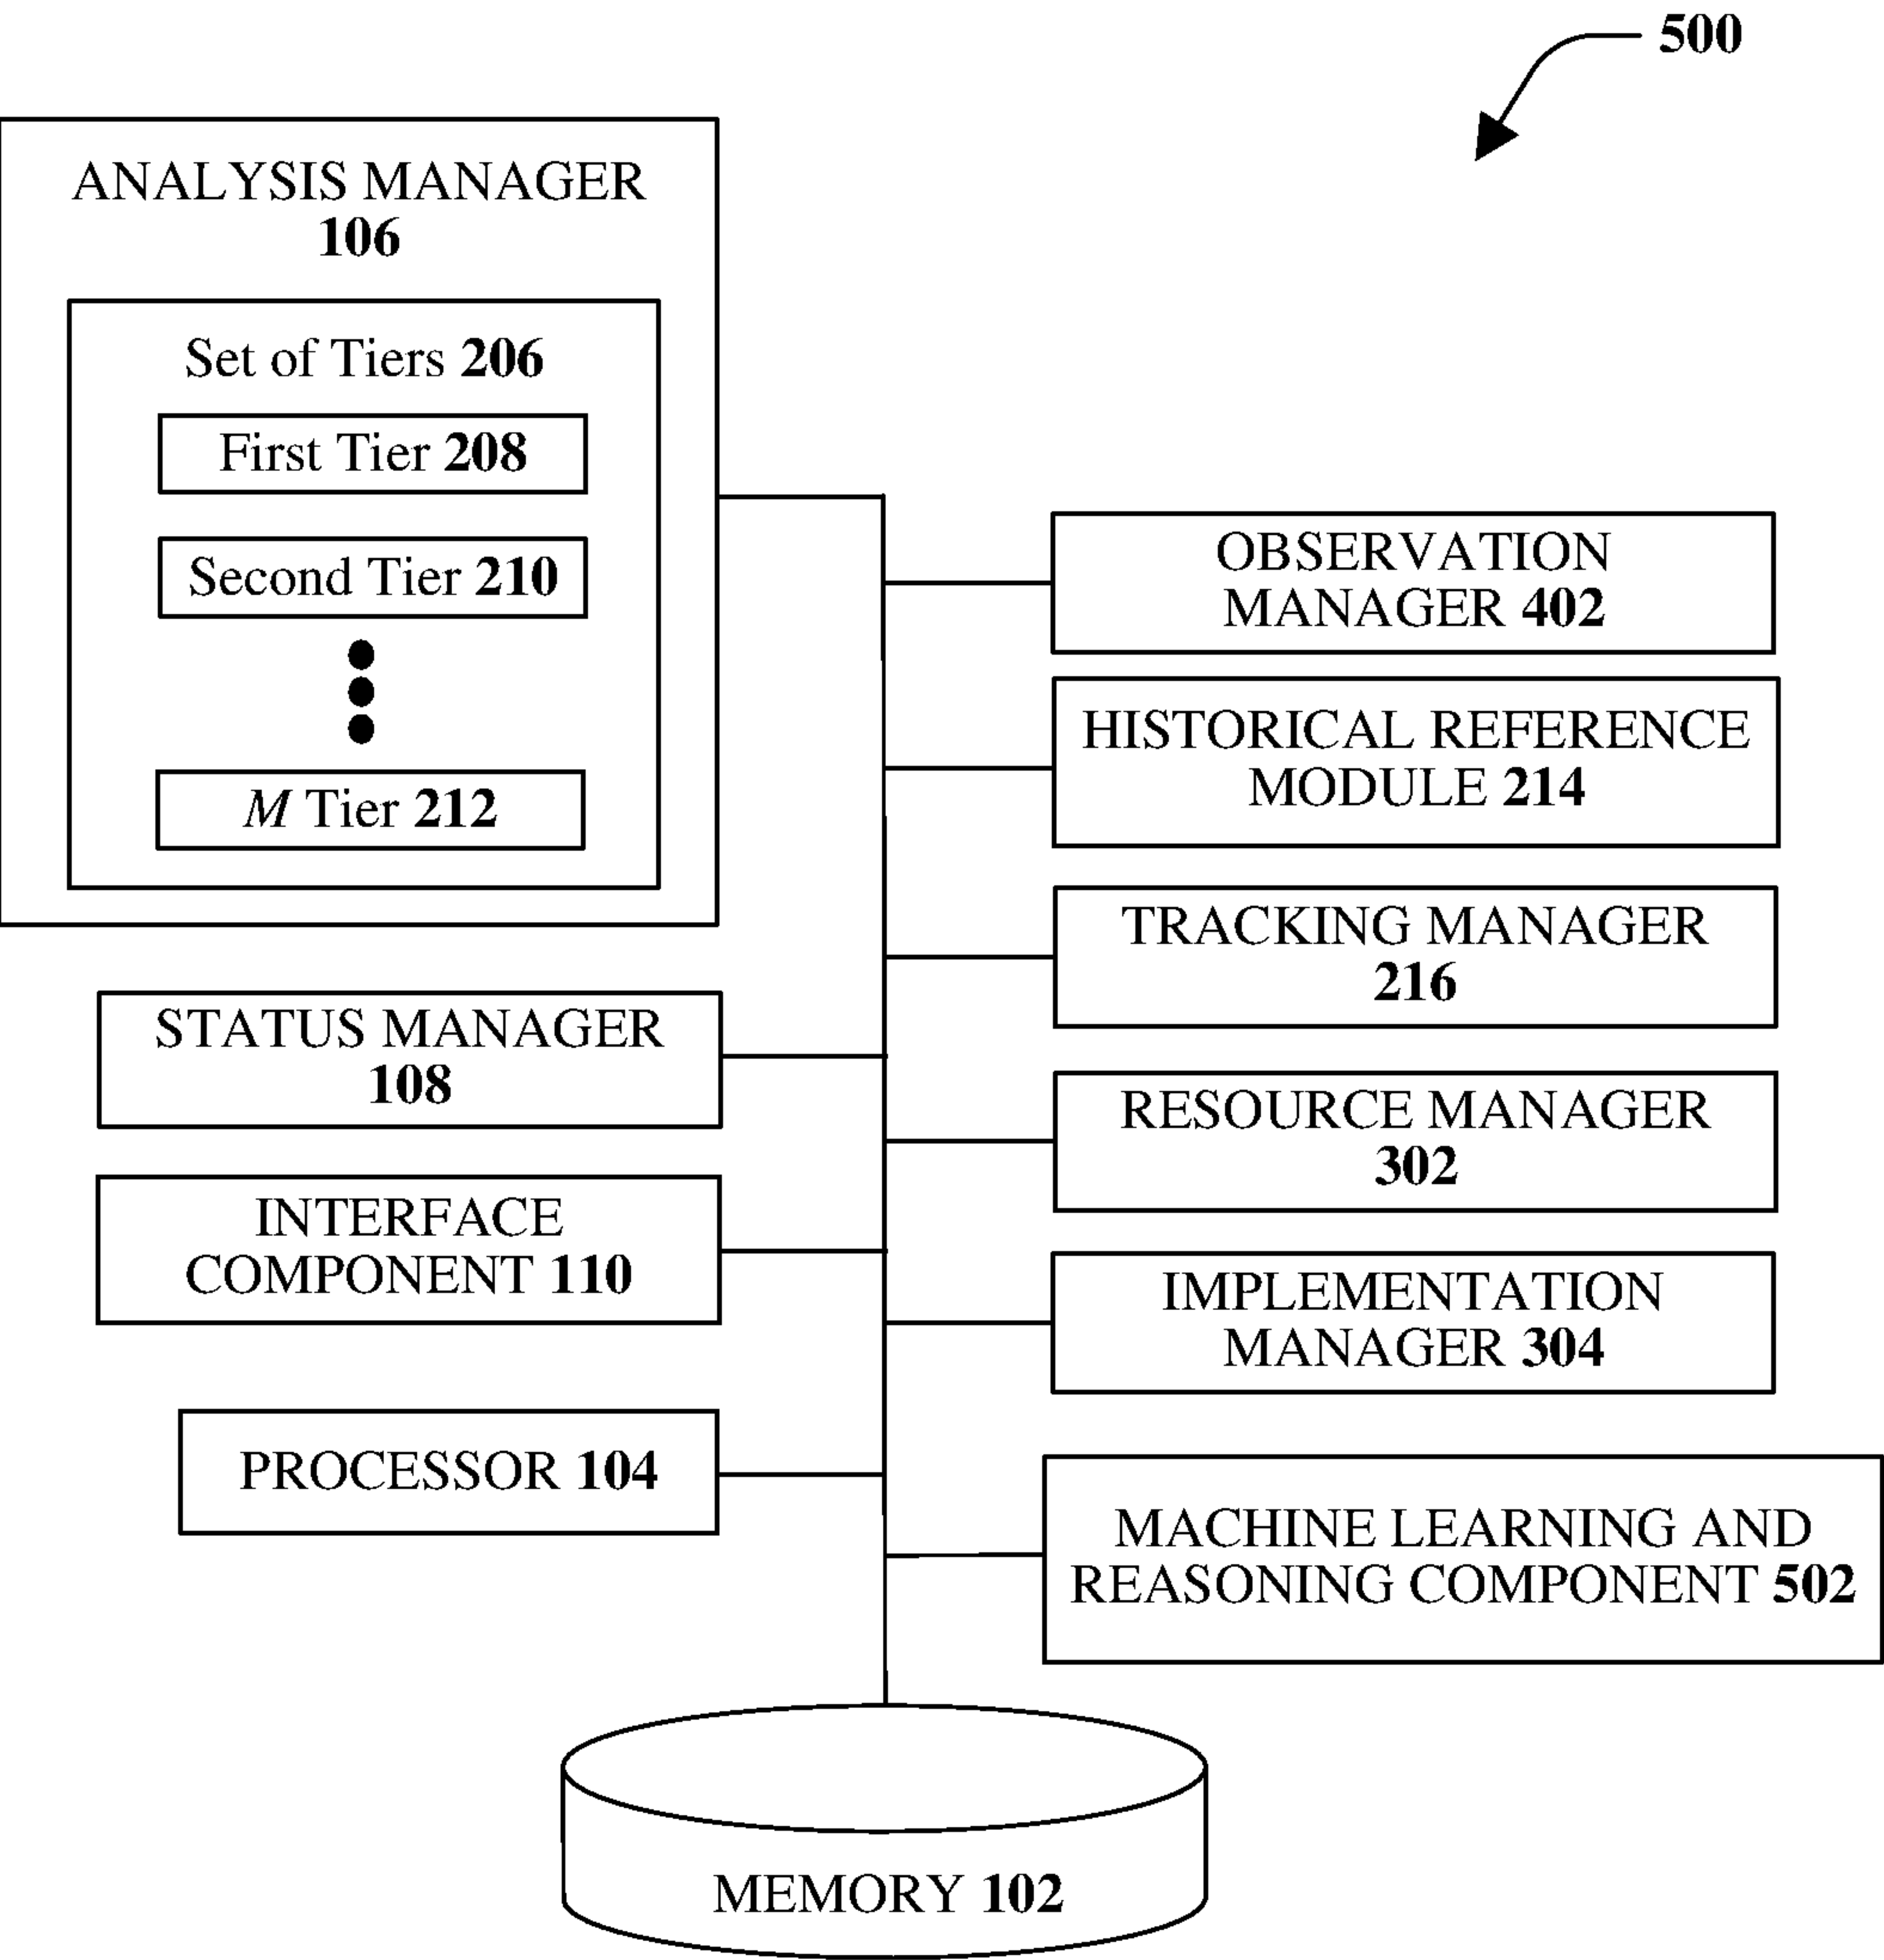 500
ANALYSIS MANAGER
106
Set of Tiers 206
First Tier 208
Second Tier 210
M Tier 212
STATUS MANAGER
108
INTERFACE
COMPONENT 110
PROCESSOR 104
OBSERVATION
MANAGER 402
HISTORICAL REFERENCE
MODULE 214
TRACKING MANAGER
216
RESOURCE MANAGER
302
IMPLEMENTATION
MANAGER 304
MACHINE LEARNING AND
REASONING COMPONENT 502
MEMORY 102